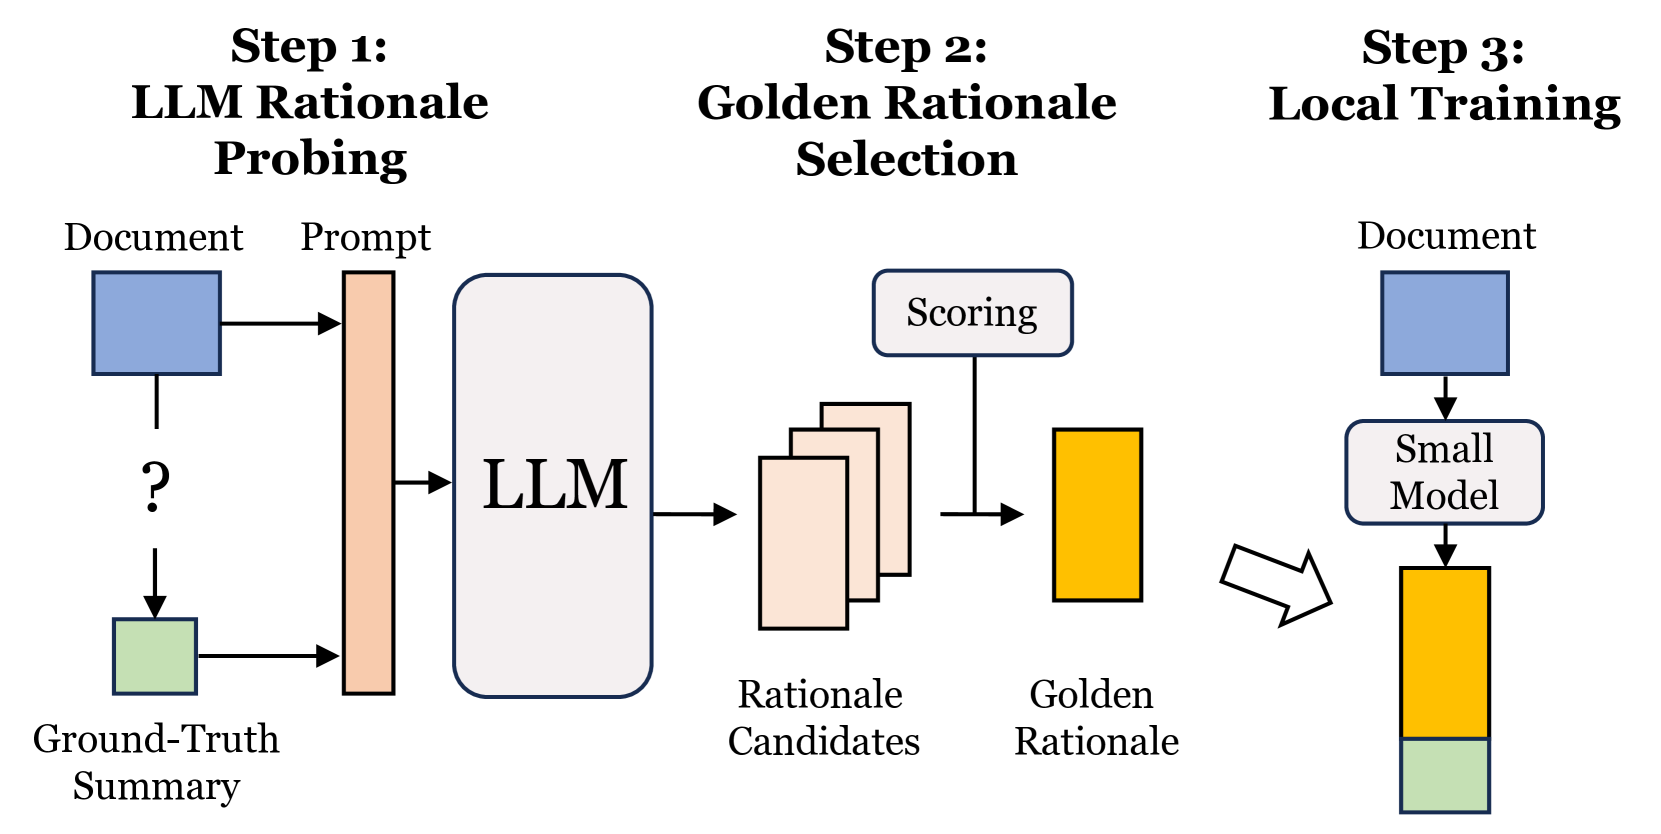 Step 1:
LLM Rationale
Probing
Document
Prompt
?
LLM
Ground-Truth
Summary
Step 2:
Golden Rationale
Selection
Scoring
Rationale
Candidates
Golden
Rationale
Step 3:
Local Training
Document
Small
Model